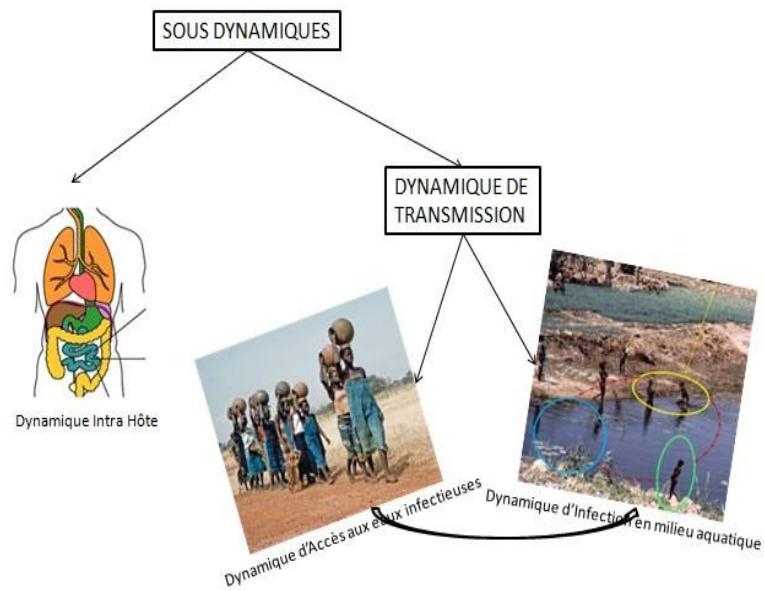 SOUS DYNAMIQUES
DYNAMIQUE DE
TRANSMISSION
Dynamique Intra Hôte
Dynamique d'Accès aux eaux infectieuses
Dynamique d'Infection en milieu aquatique